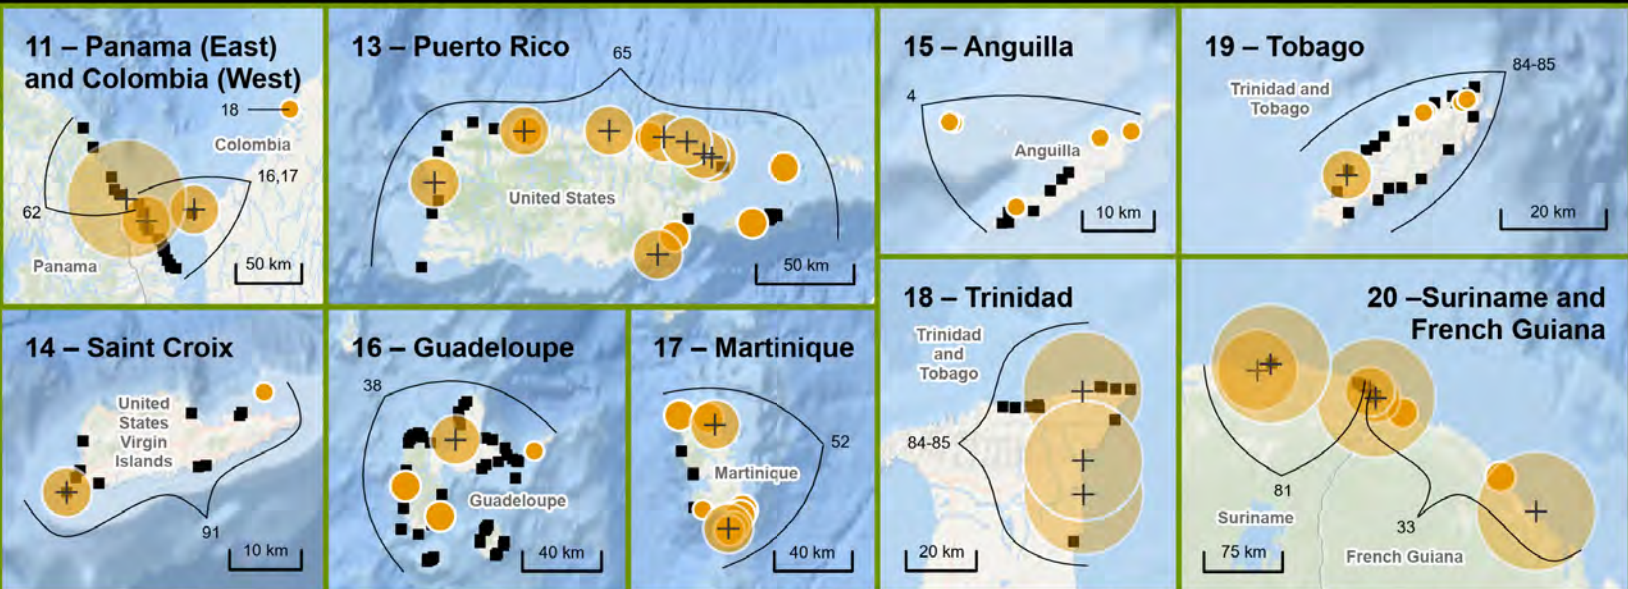 11 – Panama (East)
and Colombia (West)
18
Colombia
16,17
62
Panama
50 km
13 – Puerto Rico
65
United States
50 km
15 – Anguilla
4
Anguilla
10 km
19 – Tobago
84-85
Trinidad and
Tobago
20 km
14 – Saint Croix
United
States
Virgin
Islands
91
10 km
16 – Guadeloupe
38
Guadeloupe
40 km
17 – Martinique
52
Martinique
40 km
18 – Trinidad
Trinidad
and
Tobago
84-85
20 km
20 –Suriname and
French Guiana
81
Suriname
33
75 km
French Guiana